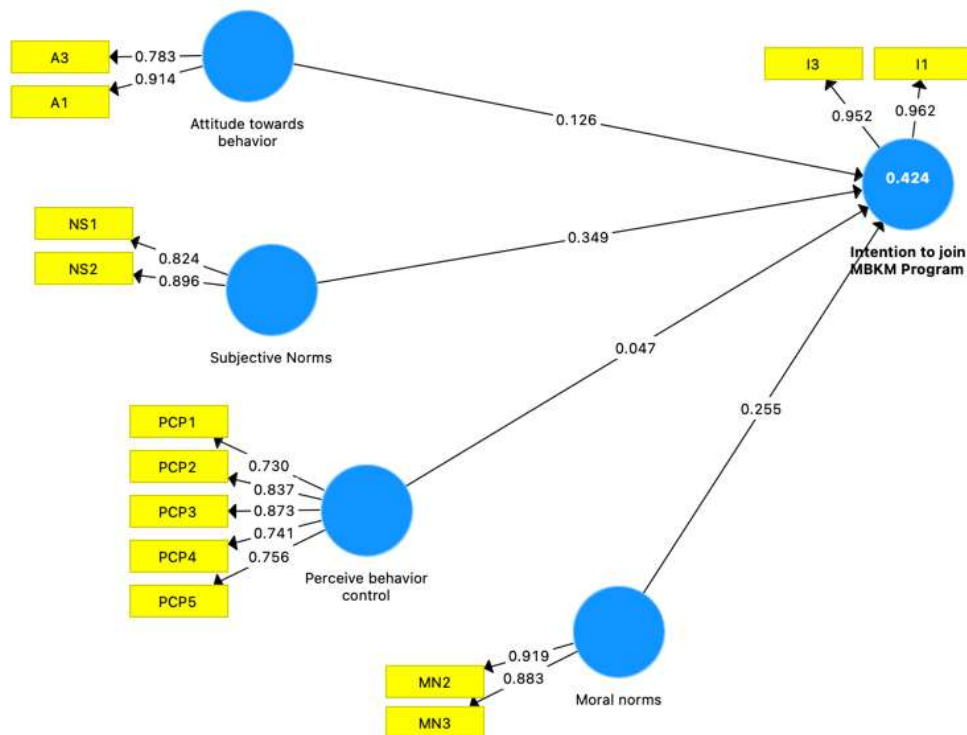 A3
0.783
0.914
A1
Attitude towards
behavior
0.126
I3
I1
0.952
0.962
0.424
Intention to join
MBKM Program
NS1
0.824
NS2
0.896
Subjective Norms
0.349
0.047
0.255
PCP1
0.730
PCP2
0.837
PCP3
0.873
0.741
PCP4
0.756
PCP5
Perceive behavior
control
0.919
MN2
0.883
MN3
Moral norms